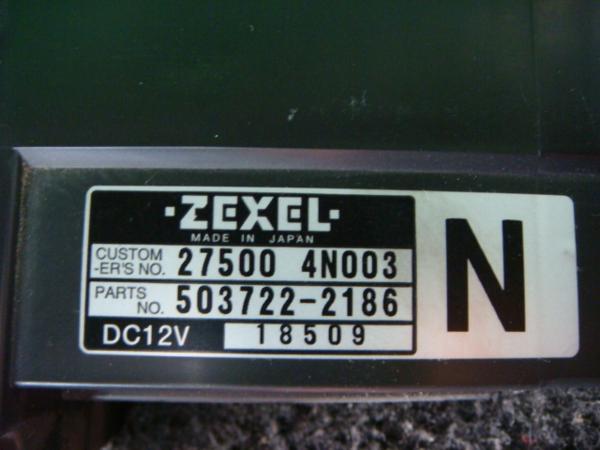 ·ZEXEL·
MADE IN JAPAN
CUSTOM
-ER'S NO. 27500 4N003
PARTS
NO. 503722-2186
DC12V 18509
N